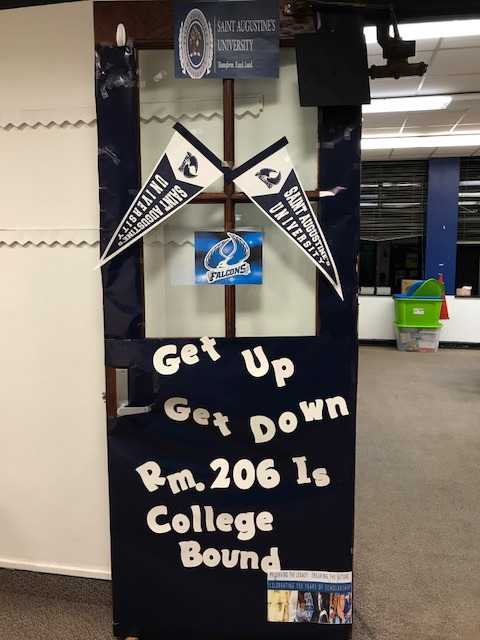 SAINT AUGUSTINE'S
UNIVERSITY
Transform. Excel. Lead.
SAINT AUGUSTINE'S
UNIVERSITY
SAINT AUGUSTINE'S
UNIVERSITY
FALCONS
Get Up
Get Down
Rm. 206 Is
College
Bound
PRESERVING THE LEGACY · ENSURING THE FUTURE
CELEBRATING 150 YEARS OF SCHOLARSHIP